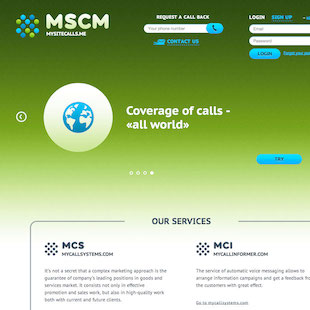 MSCM
MYSITECALLS.ME
REQUEST A CALL BACK
Your phone number
CONTACT US
LOGIN SIGN UP
Email
Password
LOGIN
Forgot your pa
Coverage of calls -
«all world»
TRY
OUR SERVICES
MCS
MYCALLSYSTEMS.COM
It's not a secret that a complex marketing approach is the
guarantee of company's leading positions in goods and
services market. It consists not only in effective
promotion and sales work, but also in high-quality work
both with current and future clients.
MCI
MYCALLINFORMER.COM
The service of automatic voice messaging allows to
arrange information campaigns and get a feedback fro
the customers with great effect.
Go to mycallsystems.com